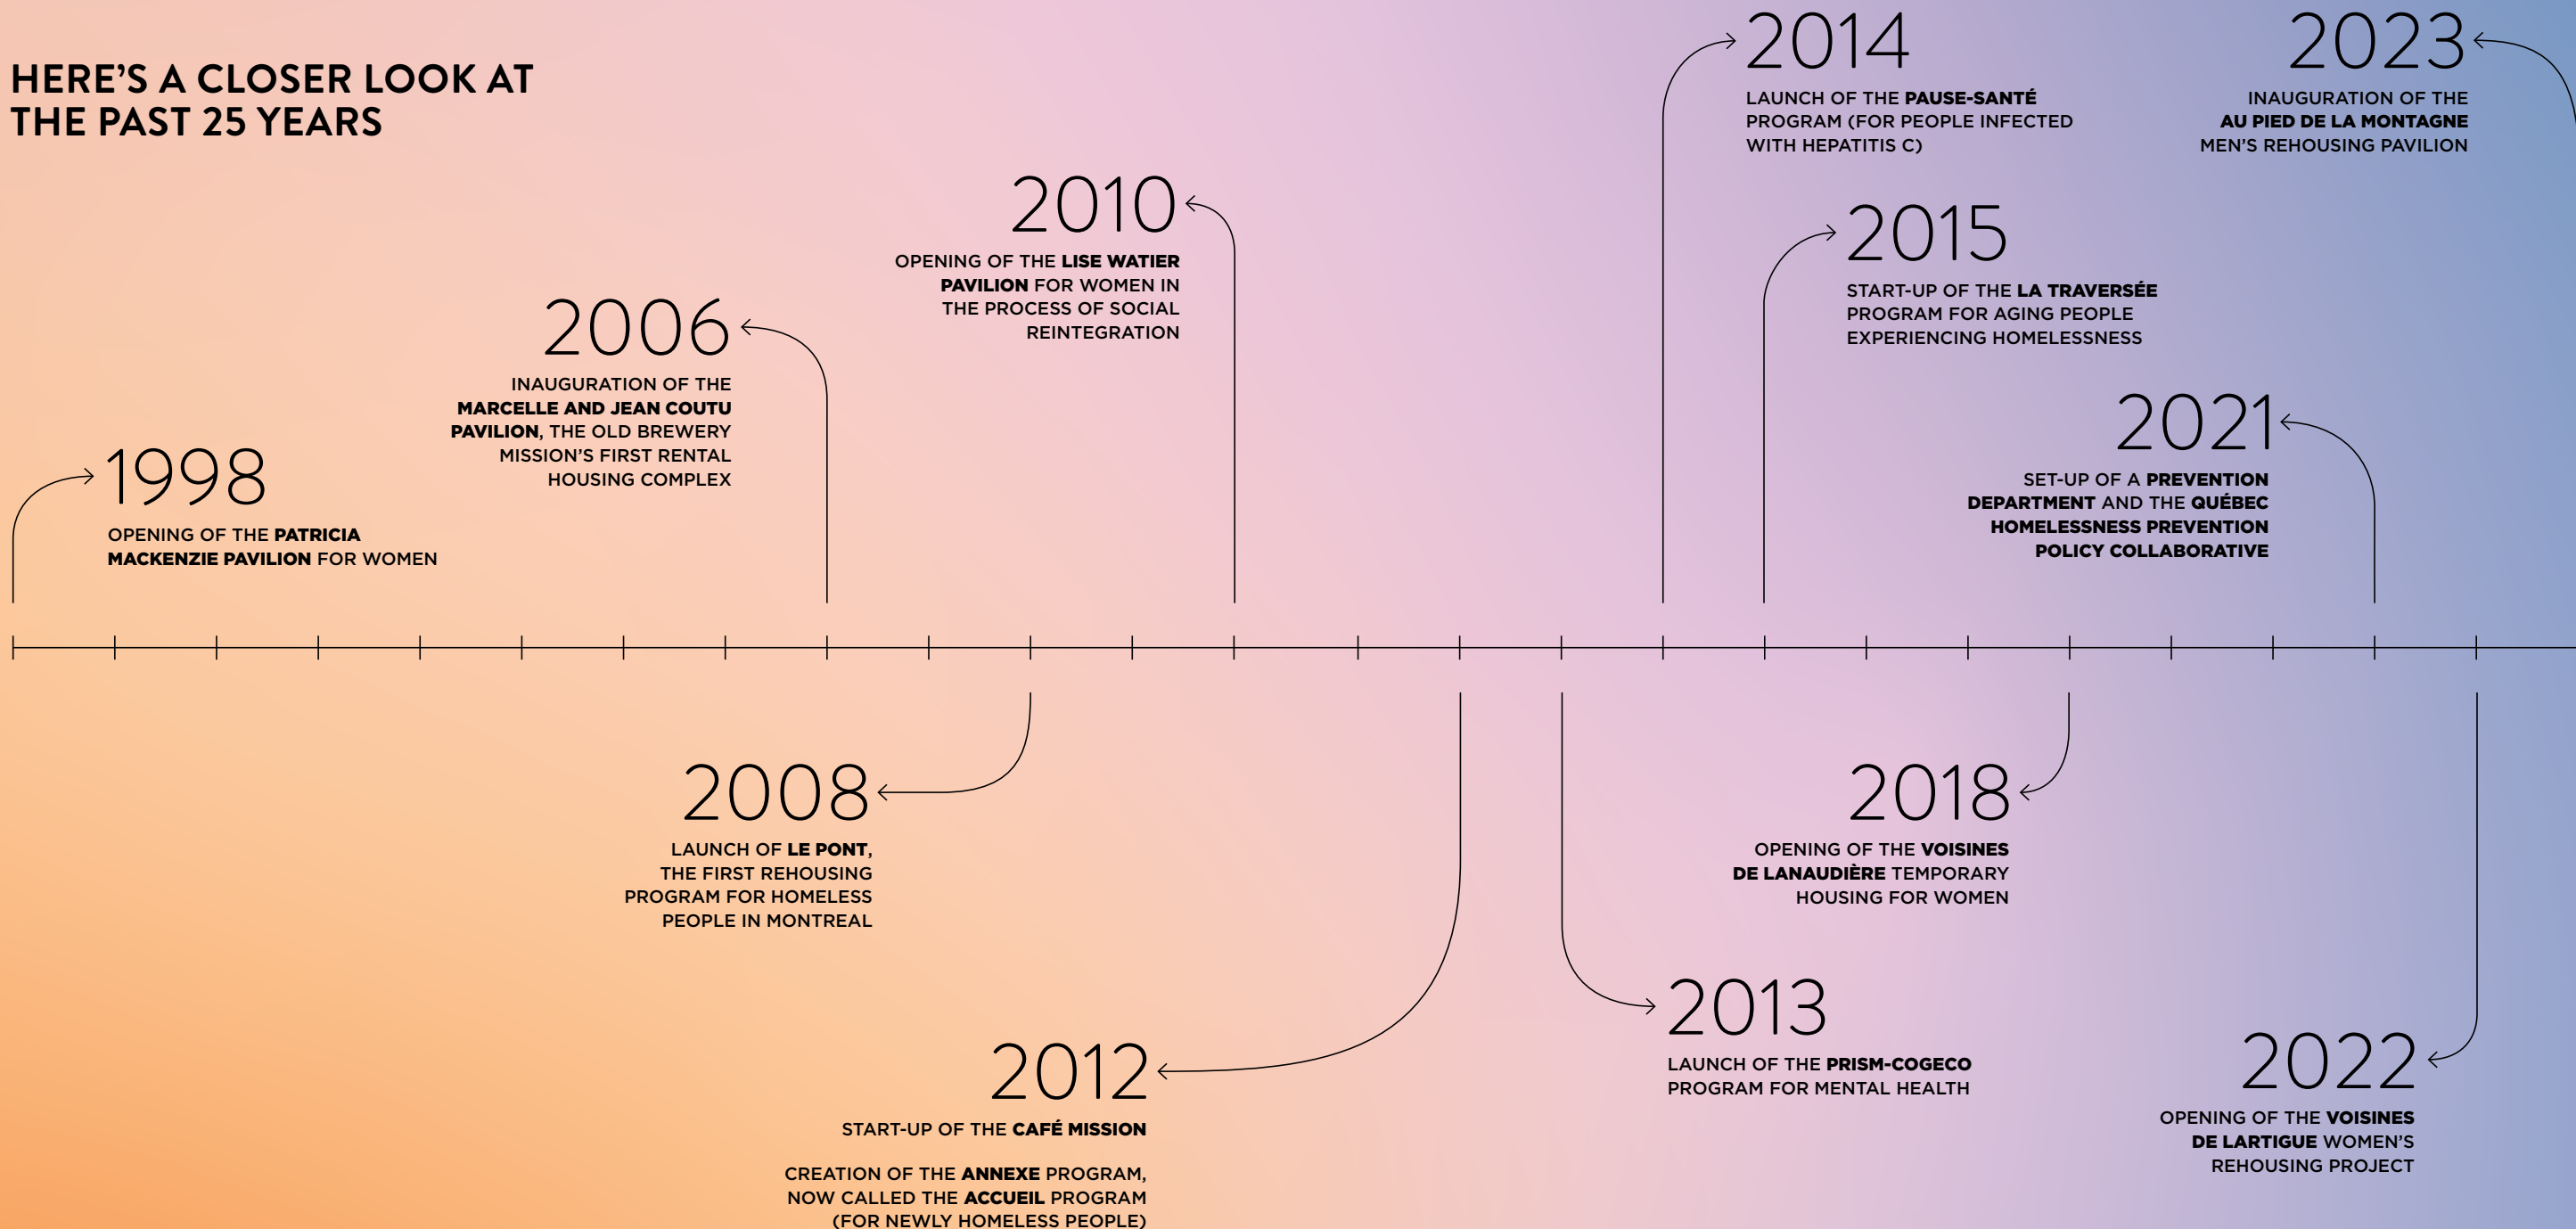 HERE'S A CLOSER LOOK AT
THE PAST 25 YEARS
1998
OPENING OF THE PATRICIA
MACKENZIE PAVILION FOR WOMEN
2006
INAUGURATION OF THE
MARCELLE AND JEAN COUTU
PAVILION, THE OLD BREWERY
MISSION'S FIRST RENTAL
HOUSING COMPLEX
2008
LAUNCH OF LE PONT,
THE FIRST REHOUSING
PROGRAM FOR HOMELESS
PEOPLE IN MONTREAL
2010
OPENING OF THE LISE WATIER
PAVILION FOR WOMEN IN
THE PROCESS OF SOCIAL
REINTEGRATION
2012
START-UP OF THE CAFÉ MISSION
CREATION OF THE ANNEXE PROGRAM,
NOW CALLED THE ACCUEIL PROGRAM
(FOR NEWLY HOMELESS PEOPLE)
2013
LAUNCH OF THE PRISM-COGECO
PROGRAM FOR MENTAL HEALTH
2014
LAUNCH OF THE PAUSE-SANTÉ
PROGRAM (FOR PEOPLE INFECTED
WITH HEPATITIS C)
2015
START-UP OF THE LA TRAVERSÉE
PROGRAM FOR AGING PEOPLE
EXPERIENCING HOMELESSNESS
2018
OPENING OF THE VOISINES
DE LANAUDIÈRE TEMPORARY
HOUSING FOR WOMEN
2021
SET-UP OF A PREVENTION
DEPARTMENT AND THE QUÉBEC
HOMELESSNESS PREVENTION
POLICY COLLABORATIVE
2022
OPENING OF THE VOISINES
DE LARTIGUE WOMEN'S
REHOUSING PROJECT
2023
INAUGURATION OF THE
AU PIED DE LA MONTAGNE
MEN'S REHOUSING PAVILION